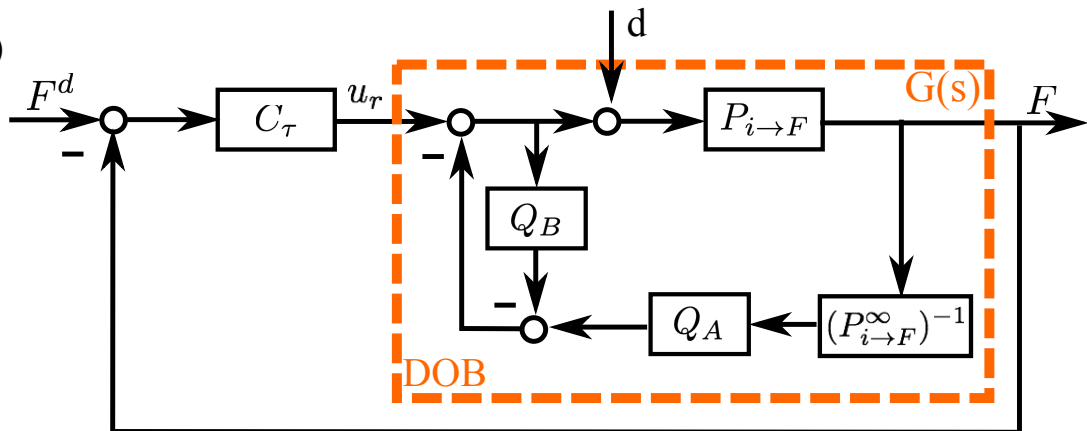 )
d
F^d
C_τ
u_r
G(s)
P_{i→F}
F
−
−
Q_B
−
Q_A
(P^∞_{i→F})^{−1}
DOB